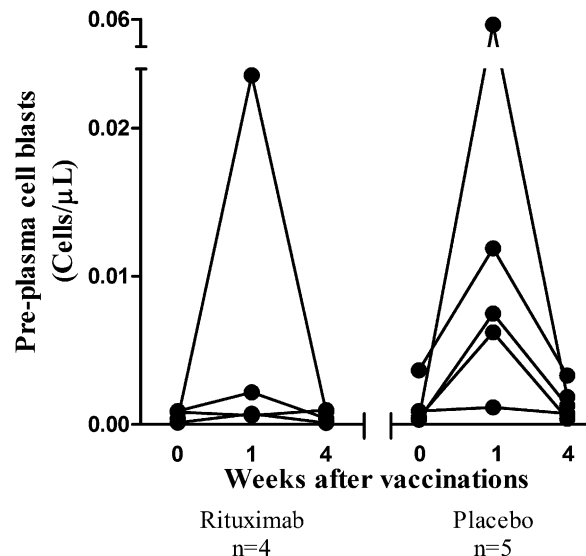 Pre-plasma cell blasts
(Cells/μL)
0.06
0.02
0.01
0.00
0 1 4 0 1 4
Weeks after vaccinations
Rituximab Placebo
n=4 n=5